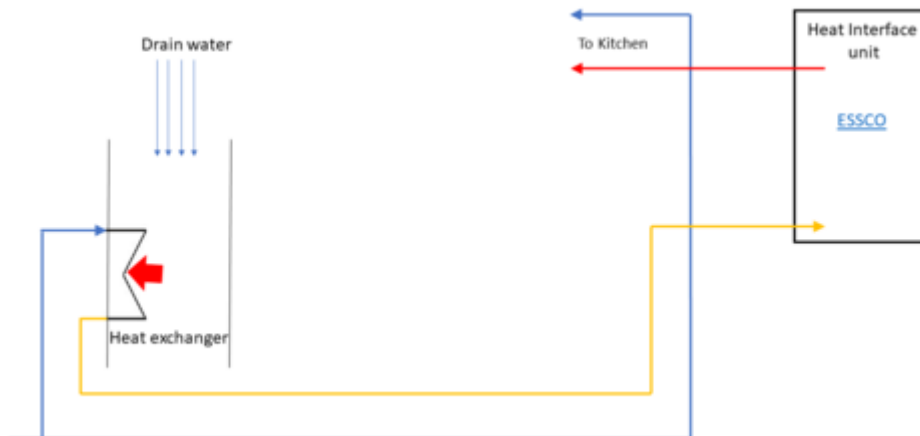 Drain water
To Kitchen
Heat Interface
unit
ESSCO
Heat exchanger